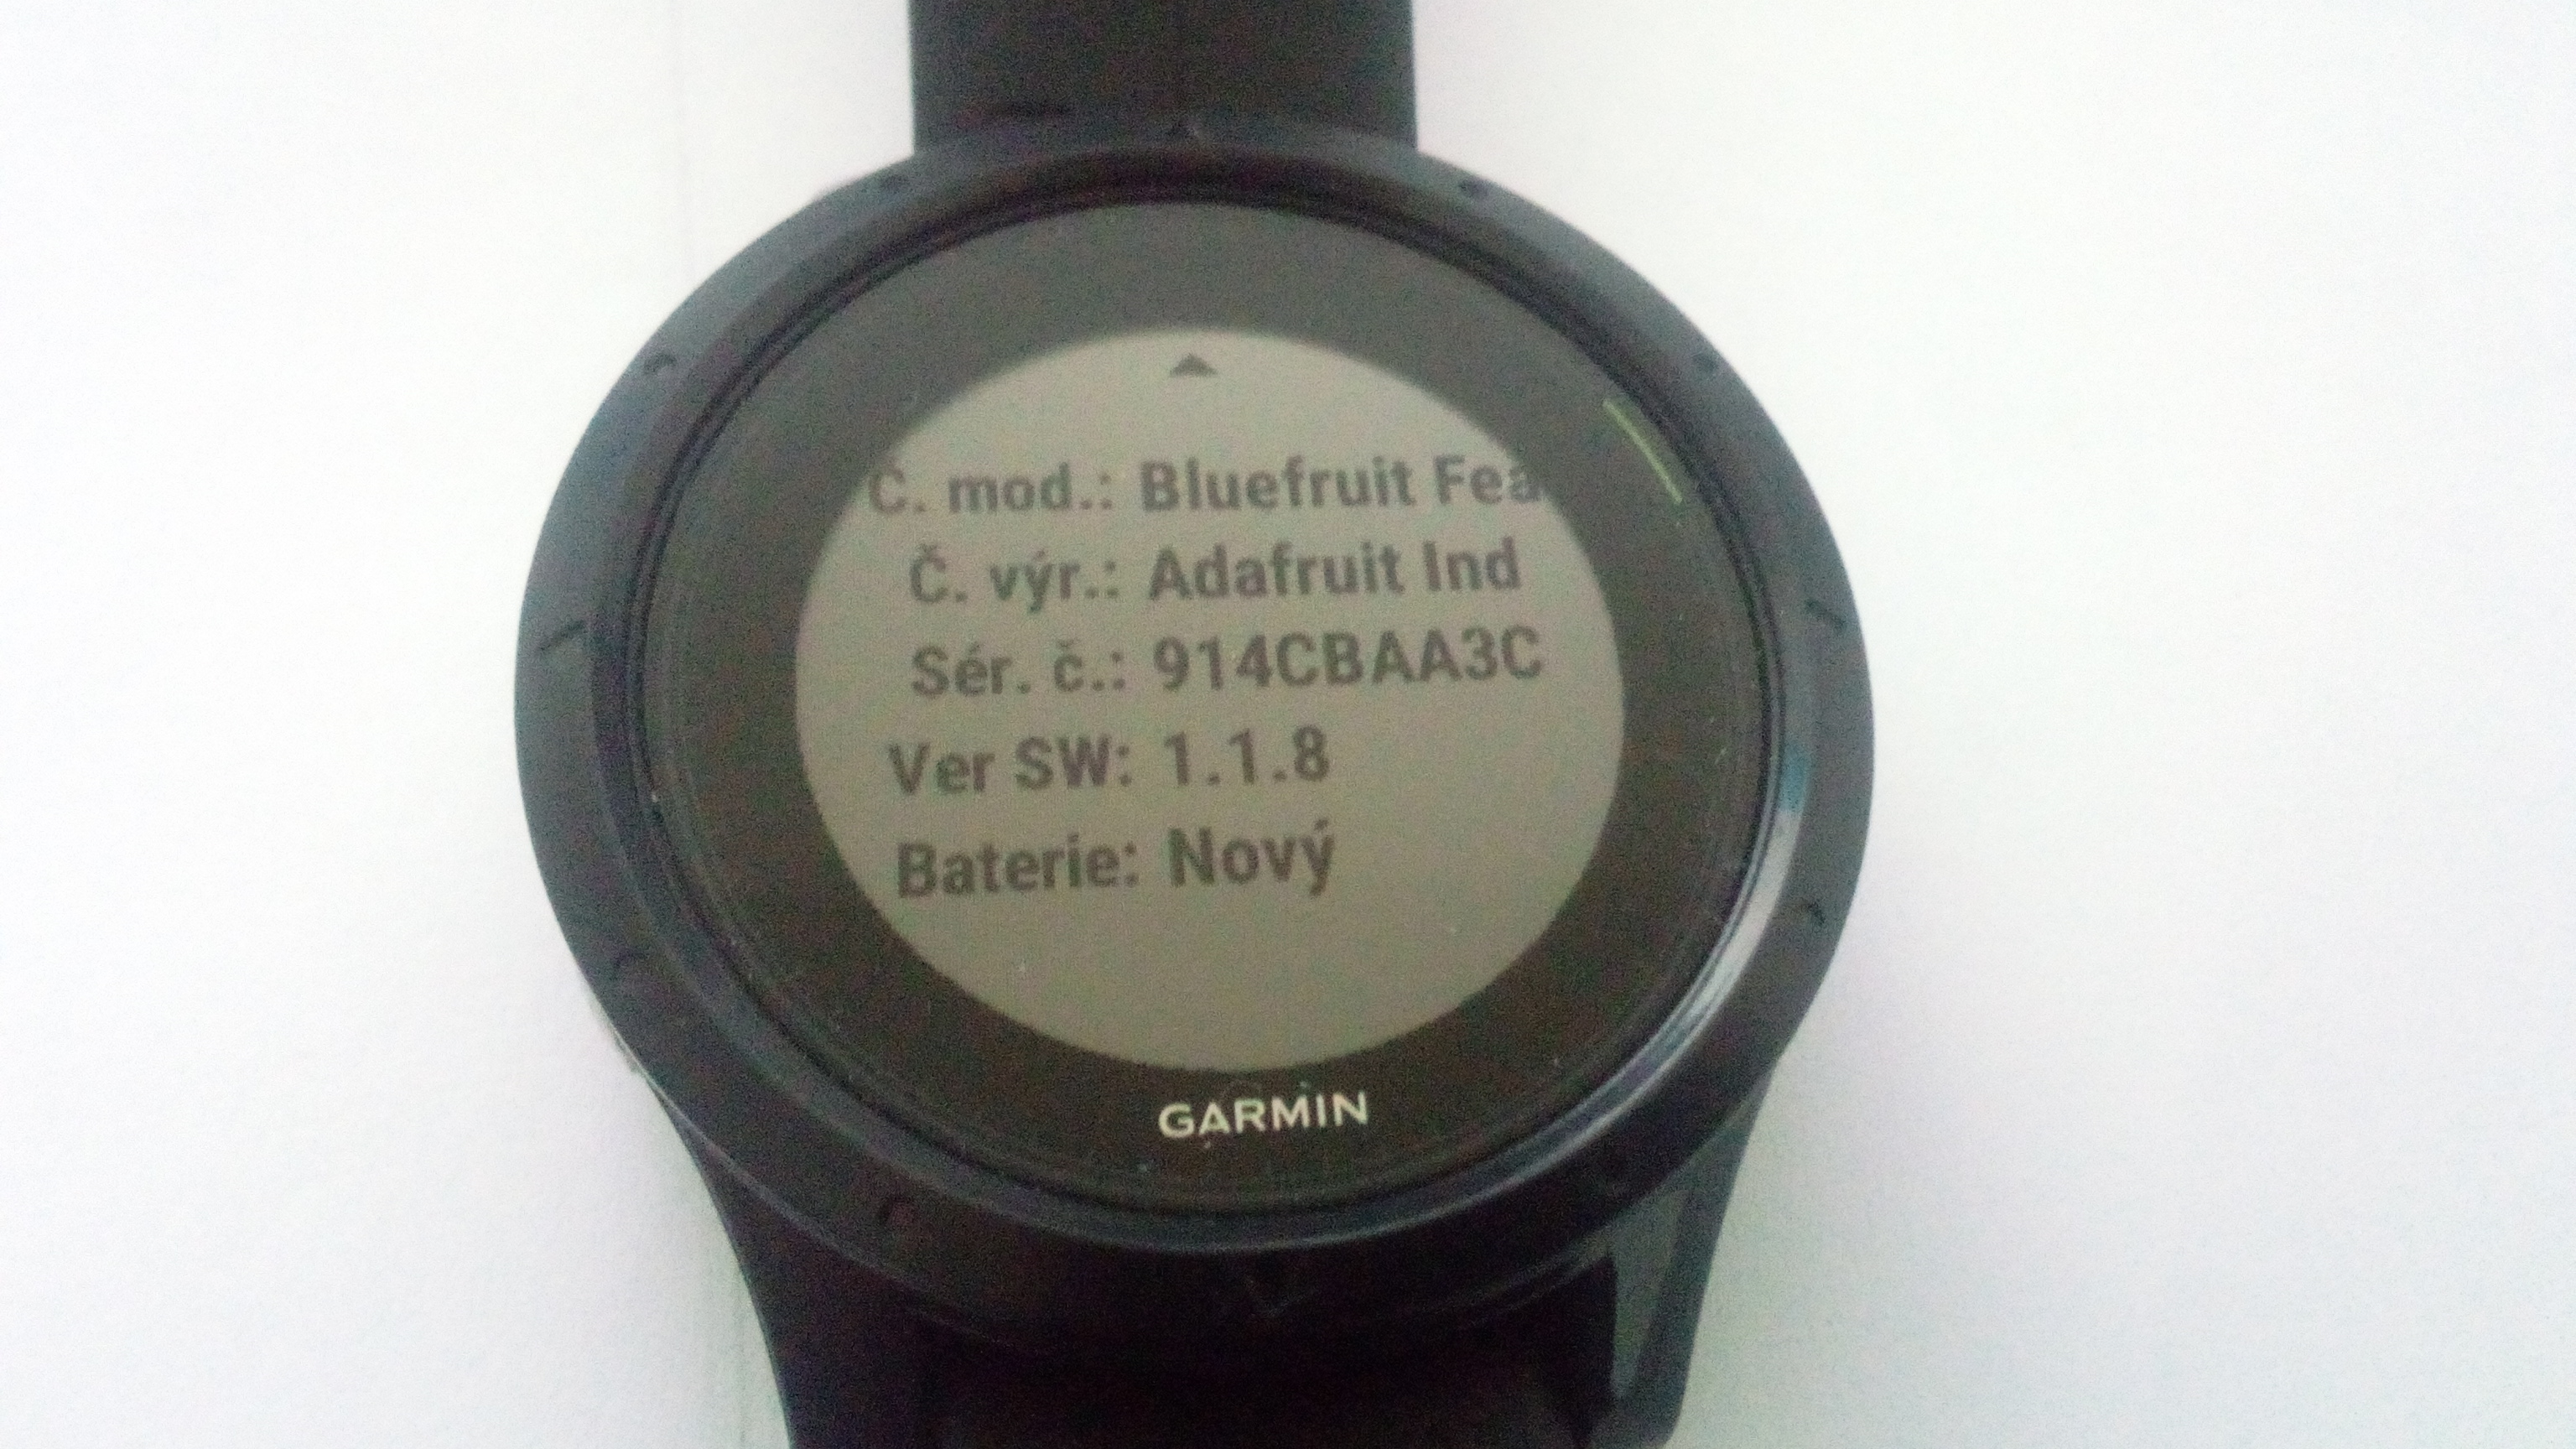 Č. mod.: Bluefruit Fea
Č. výr.: Adafruit Ind
Sér. č.: 914CBAA3C
Ver SW: 1.1.8
Baterie: Nový
GARMIN